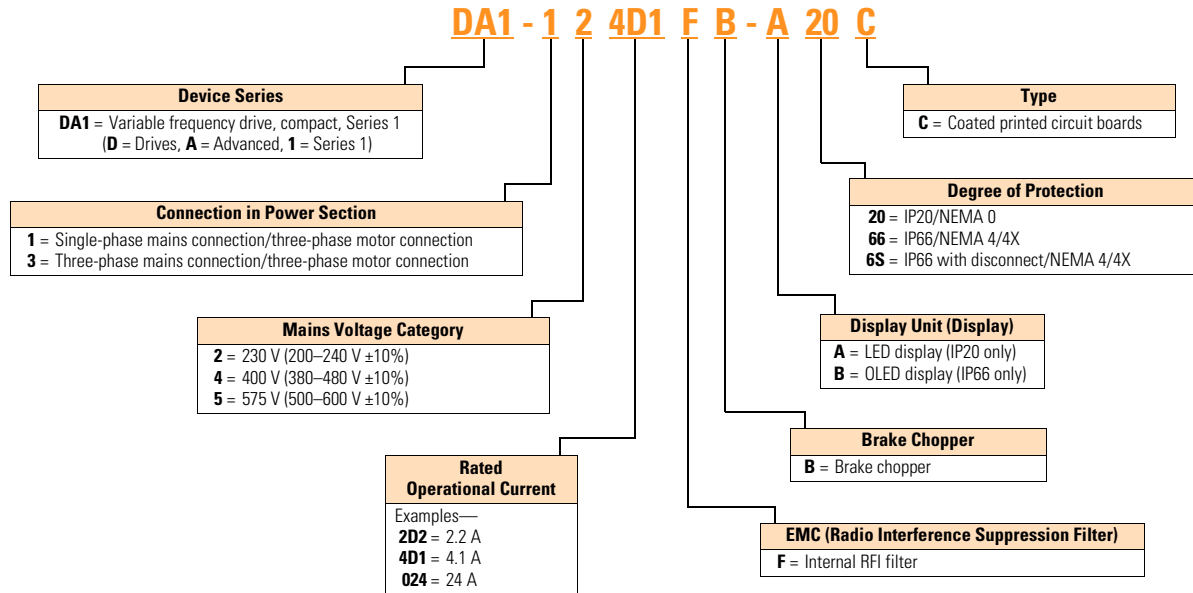 DA1 - 1 2 4D1 F B - A 20 C
Device Series
DA1 = Variable frequency drive, compact, Series 1
(D = Drives, A = Advanced, 1 = Series 1)
Connection in Power Section
1 = Single-phase mains connection/three-phase motor connection
3 = Three-phase mains connection/three-phase motor connection
Mains Voltage Category
2 = 230 V (200–240 V ±10%)
4 = 400 V (380–480 V ±10%)
5 = 575 V (500–600 V ±10%)
Rated
Operational Current
Examples—
2D2 = 2.2 A
4D1 = 4.1 A
024 = 24 A
Type
C = Coated printed circuit boards
Degree of Protection
20 = IP20/NEMA 0
66 = IP66/NEMA 4/4X
6S = IP66 with disconnect/NEMA 4/4X
Display Unit (Display)
A = LED display (IP20 only)
B = OLED display (IP66 only)
Brake Chopper
B = Brake chopper
EMC (Radio Interference Suppression Filter)
F = Internal RFI filter